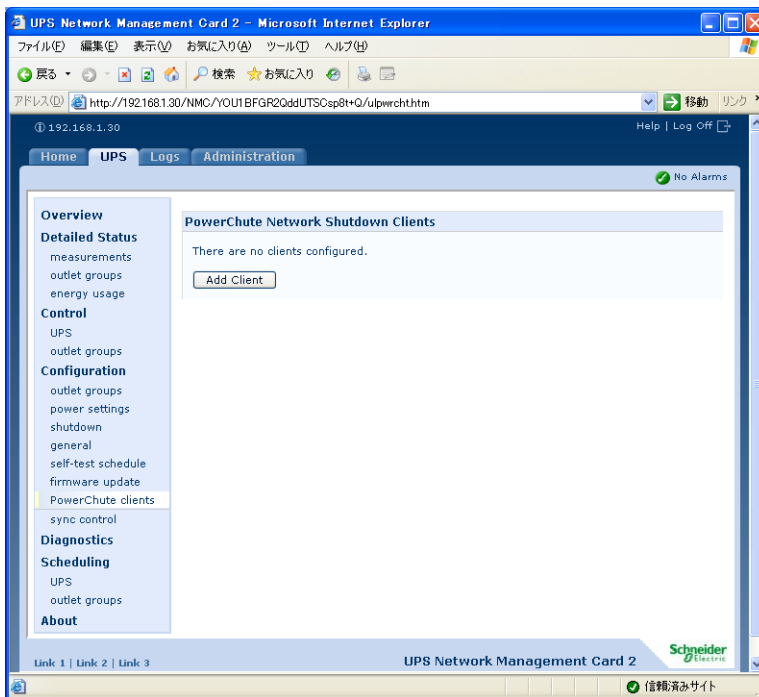 UPS Network Management Card 2 - Microsoft Internet Explorer
ファイル(F) 編集(E) 表示(V) お気に入り(A) ツール(T) ヘルプ(H)
戻る 検索 お気に入り
アドレス(D) http://192.168.1.30/NMC/YOU1BFGR2QddUTSCsp8t+Q/ulpwrcht.htm 移動 リンク
192.168.1.30 Help | Log Off
Home UPS Logs Administration
No Alarms
Overview
Detailed Status
measurements
outlet groups
energy usage
Control
UPS
outlet groups
Configuration
outlet groups
power settings
shutdown
general
self-test schedule
firmware update
PowerChute clients
sync control
Diagnostics
Scheduling
UPS
outlet groups
About
PowerChute Network Shutdown Clients
There are no clients configured.
Add Client
Link 1 | Link 2 | Link 3
UPS Network Management Card 2
Schneider
Electric
信頼済みサイト